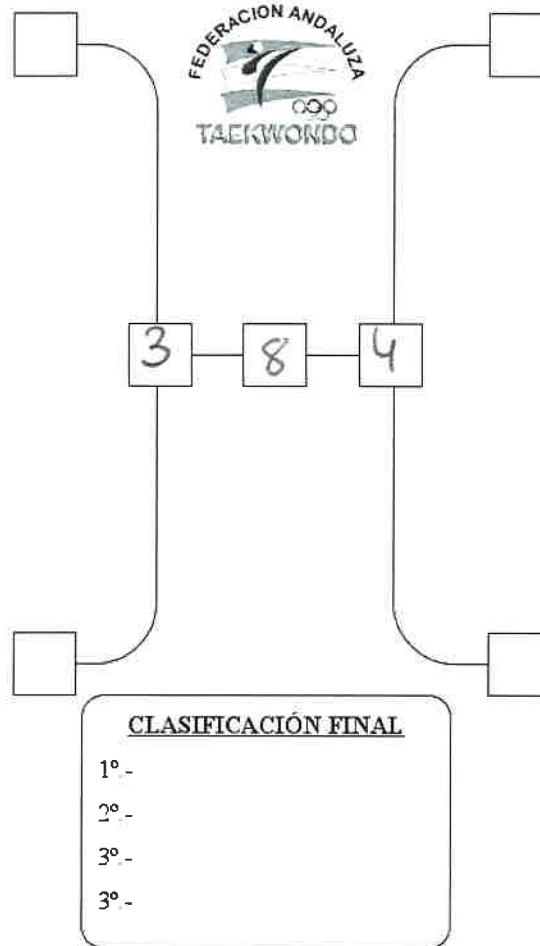 FEDERACION ANDALUZA
TAEKWONDO
3 8 4
CLASIFICACIÓN FINAL
1º.-
2º.-
3º.-
3º.-